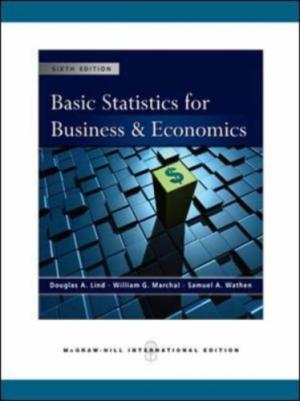 SIXTH EDITION
Basic Statistics for
Business & Economics
$
Douglas A. Lind · William G. Marchal · Samuel A. Wathen
McGRAW-HILL INTERNATIONAL EDITION